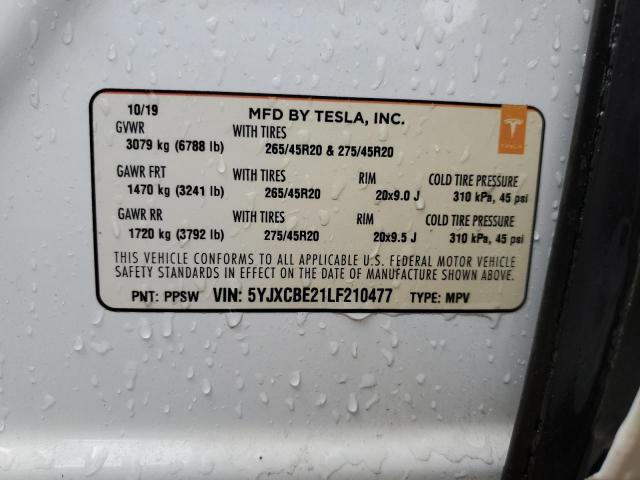 10/19 MFD BY TESLA, INC.
GVWR WITH TIRES
3079 kg (6788 lb) 265/45R20 & 275/45R20
TESLA
GAWR FRT WITH TIRES RIM COLD TIRE PRESSURE
1470 kg (3241 lb) 265/45R20 20x9.0 J 310 kPa, 45 psi
GAWR RR WITH TIRES RIM COLD TIRE PRESSURE
1720 kg (3792 lb) 275/45R20 20x9.5 J 310 kPa, 45 psi
THIS VEHICLE CONFORMS TO ALL APPLICABLE U.S. FEDERAL MOTOR VEHICLE
SAFETY STANDARDS IN EFFECT ON THE DATE OF MANUFACTURE SHOWN ABOVE.
PNT: PPSW VIN: 5YJXCBE21LF210477 TYPE: MPV